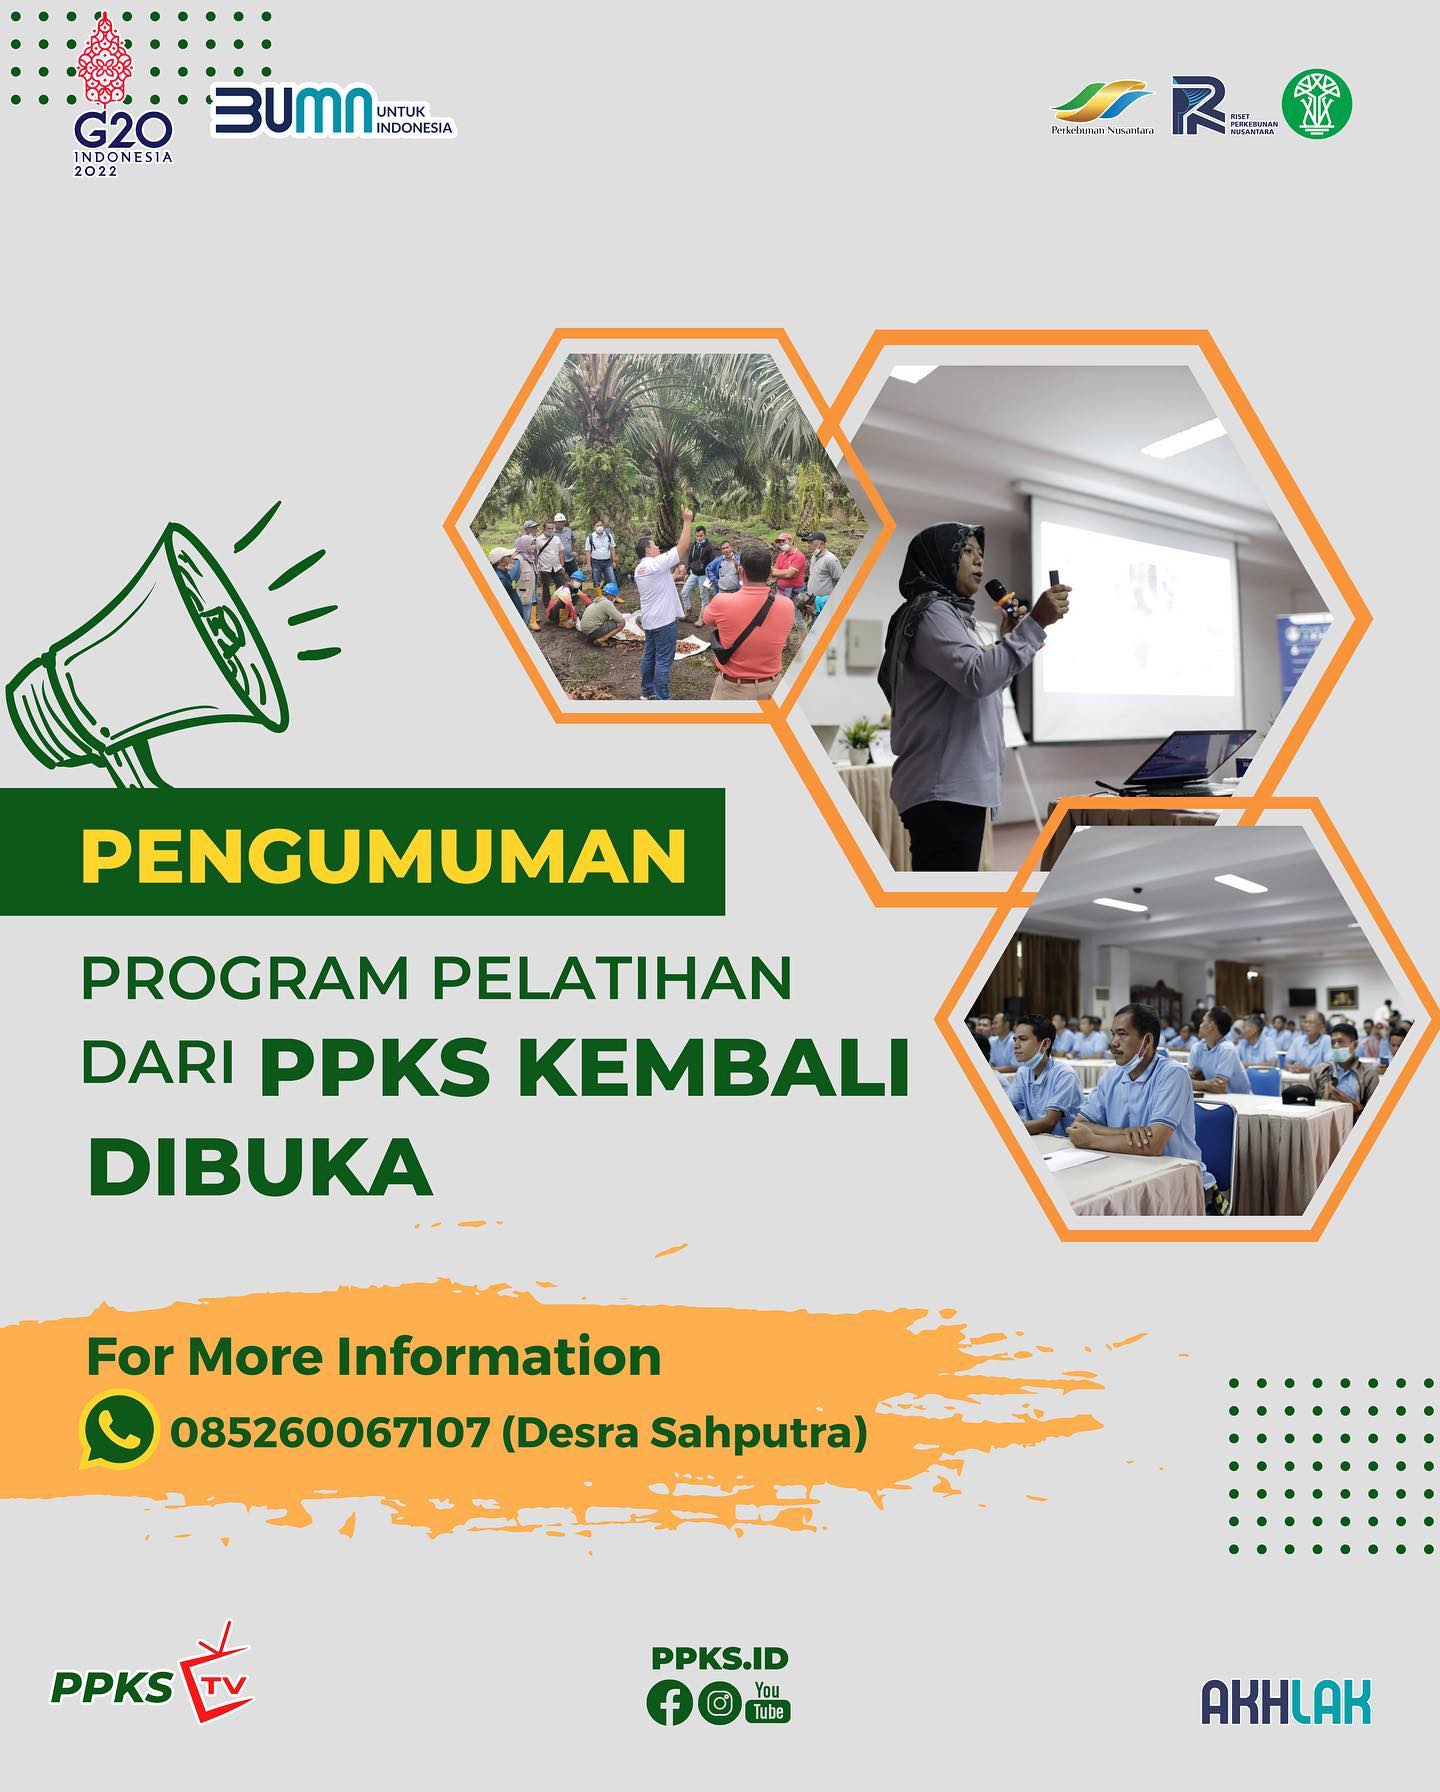 G20
INDONESIA
2022
BUMN UNTUK
INDONESIA
Perkebunan Nusantara
RISET
PERKEBUNAN
NUSANTARA
PENGUMUMAN
PROGRAM PELATIHAN
DARI PPKS KEMBALI
DIBUKA
For More Information
085260067107 (Desra Sahputra)
PPKS TV
PPKS.ID
You
Tube
AKHLAK